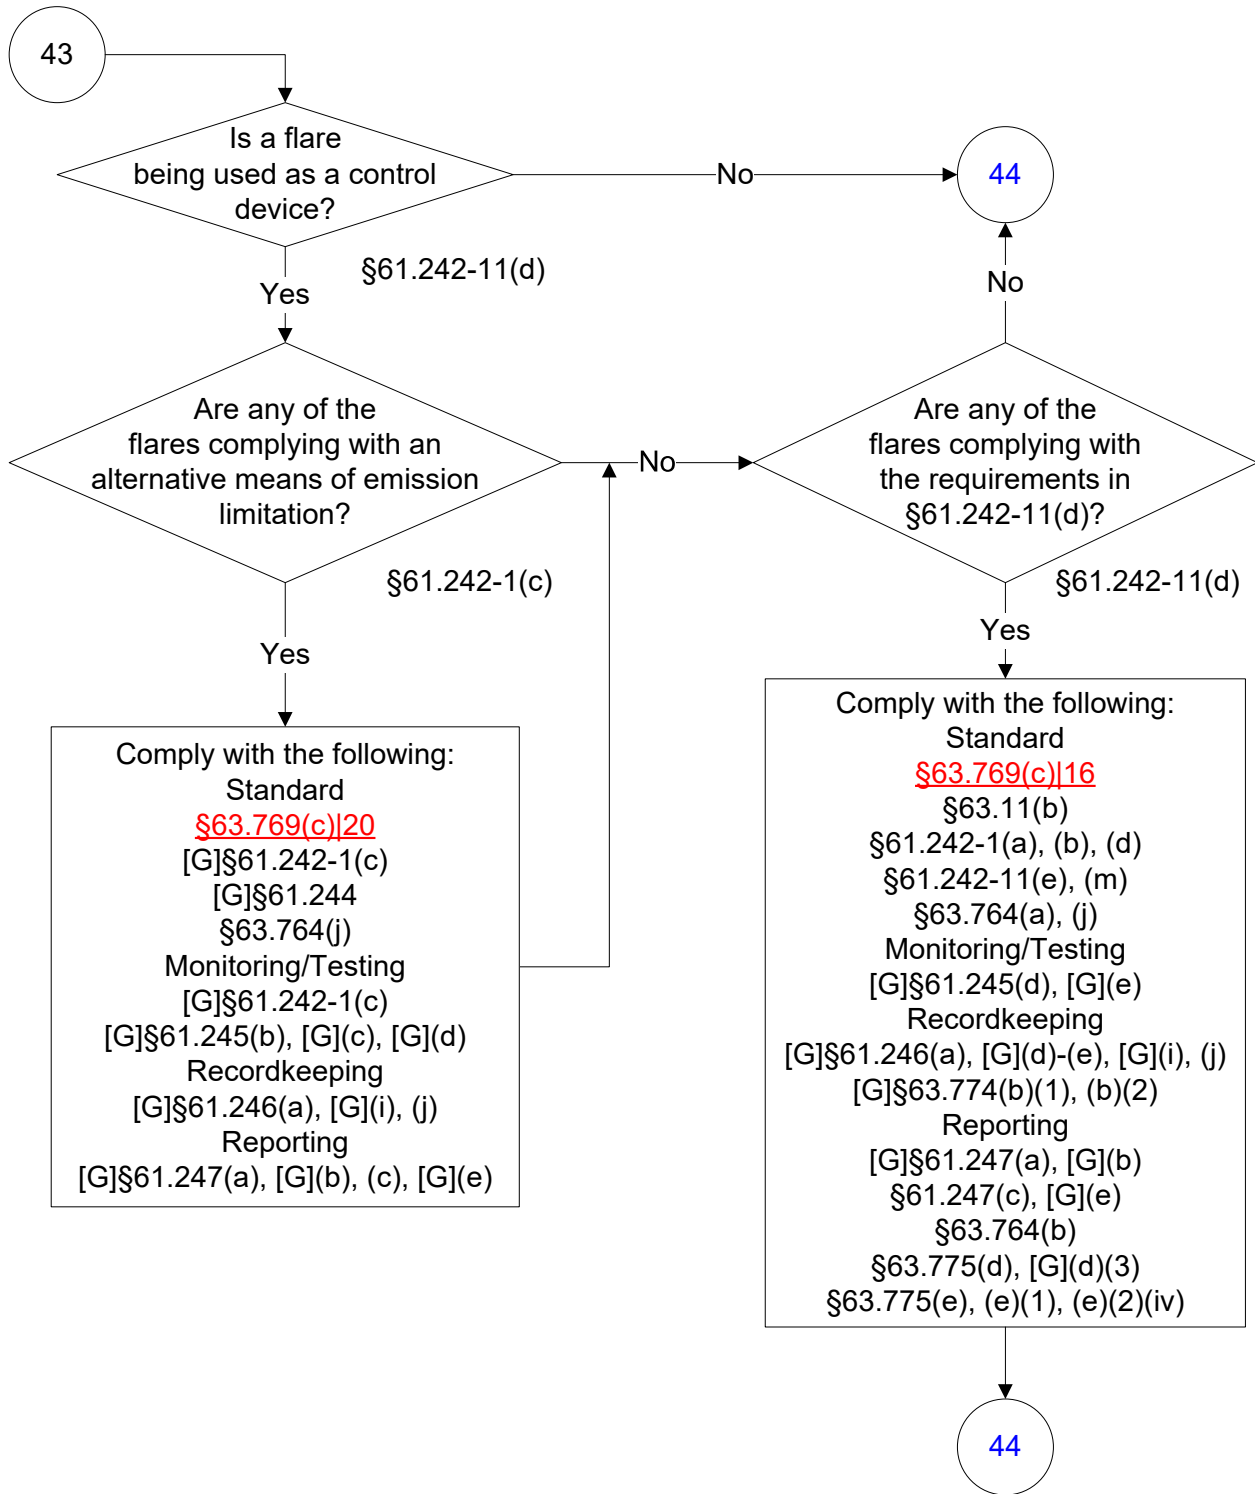 43
Is a flare
being used as a control
device?
No
44
§61.242-11(d)
Yes
No
Are any of the
flares complying with an
alternative means of emission
limitation?
No
Are any of the
flares complying with
the requirements in
§61.242-11(d)?
§61.242-1(c)
§61.242-11(d)
Yes
Yes
Comply with the following:
Standard
§63.769(c)|20
[G]§61.242-1(c)
[G]§61.244
§63.764(j)
Monitoring/Testing
[G]§61.242-1(c)
[G]§61.245(b), [G](c), [G](d)
Recordkeeping
[G]§61.246(a), [G](i), (j)
Reporting
[G]§61.247(a), [G](b), (c), [G](e)
Comply with the following:
Standard
§63.769(c)|16
§63.11(b)
§61.242-1(a), (b), (d)
§61.242-11(e), (m)
§63.764(a), (j)
Monitoring/Testing
[G]§61.245(d), [G](e)
Recordkeeping
[G]§61.246(a), [G](d)-(e), [G](i), (j)
[G]§63.774(b)(1), (b)(2)
Reporting
[G]§61.247(a), [G](b)
§61.247(c), [G](e)
§63.764(b)
§63.775(d), [G](d)(3)
§63.775(e), (e)(1), (e)(2)(iv)
44